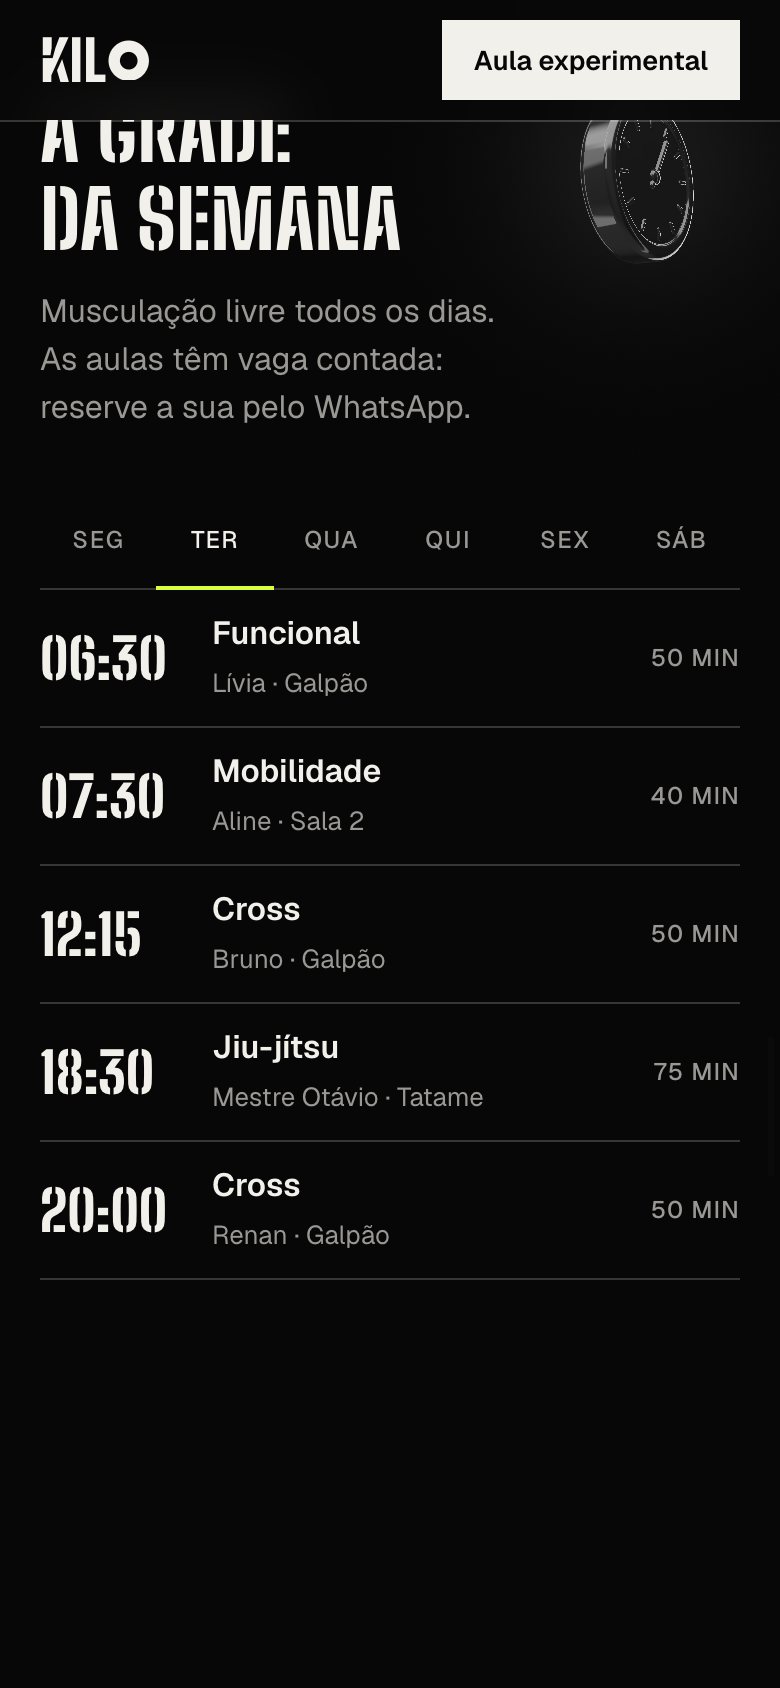 KILO
Aula experimental
A GRADE
DA SEMANA
Musculação livre todos os dias.
As aulas têm vaga contada:
reserve a sua pelo WhatsApp.
SEG TER QUA QUI SEX SÁB
06:30 Funcional 50 MIN
Lívia · Galpão
07:30 Mobilidade 40 MIN
Aline · Sala 2
12:15 Cross 50 MIN
Bruno · Galpão
18:30 Jiu-jítsu 75 MIN
Mestre Otávio · Tatame
20:00 Cross 50 MIN
Renan · Galpão